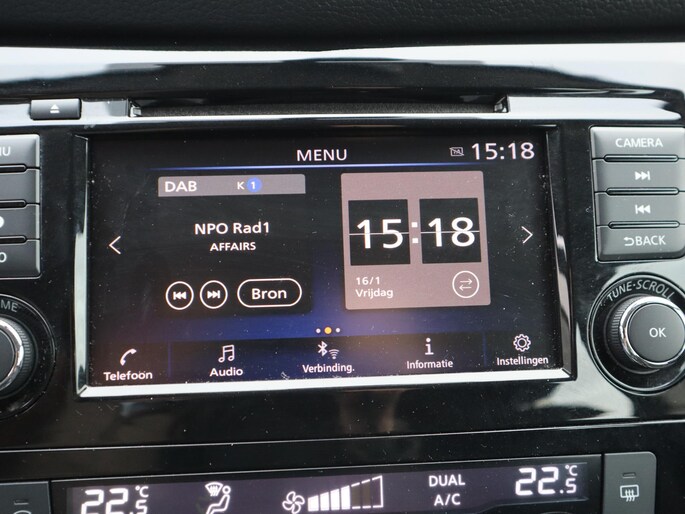 MENU
15:18
CAMERA
DAB
K 1
NPO Rad1
AFFAIRS
15:18
16/1
Vrijdag
BACK
Bron
TUNE·SCROLL
OK
Telefoon
Audio
Verbinding.
Informatie
Instellingen
22.5°C
DUAL
A/C
22.5°C